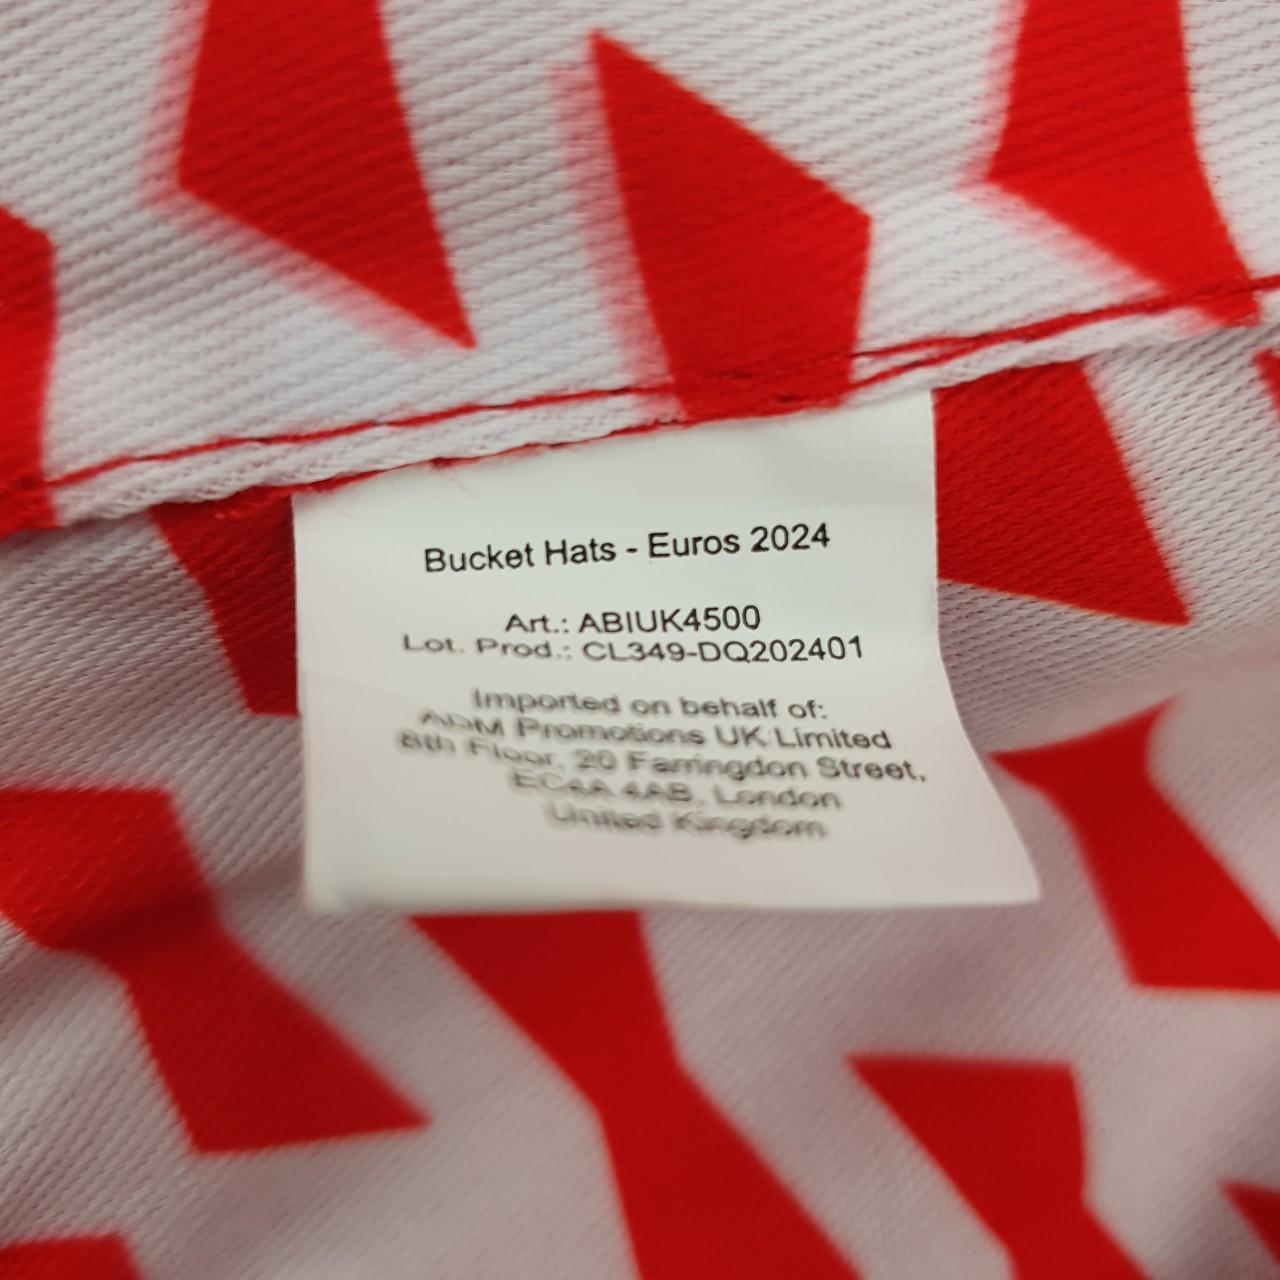 Bucket Hats - Euros 2024
Art.: ABIUK4500
Lot. Prod.: CL349-DQ202401
Imported on behalf of:
ADM Promotions UK Limited
8th Floor, 20 Farringdon Street,
EC4A 4AB, London
United Kingdom